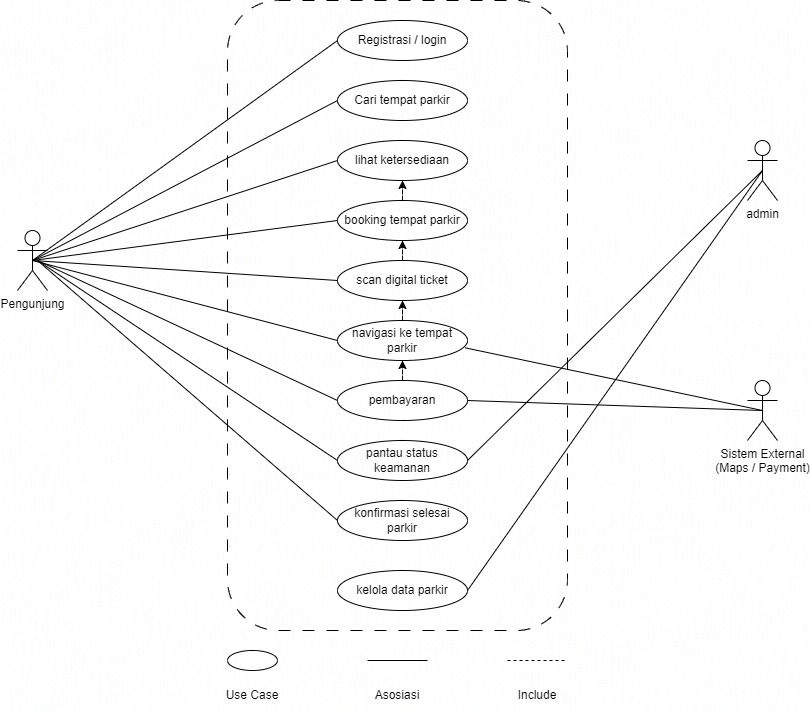 Registrasi / login
Cari tempat parkir
lihat ketersediaan
booking tempat parkir
scan digital ticket
navigasi ke tempat
parkir
pembayaran
pantau status
keamanan
konfirmasi selesai
parkir
kelola data parkir
Pengunjung
admin
Sistem External
(Maps / Payment)
Use Case
Asosiasi
Include